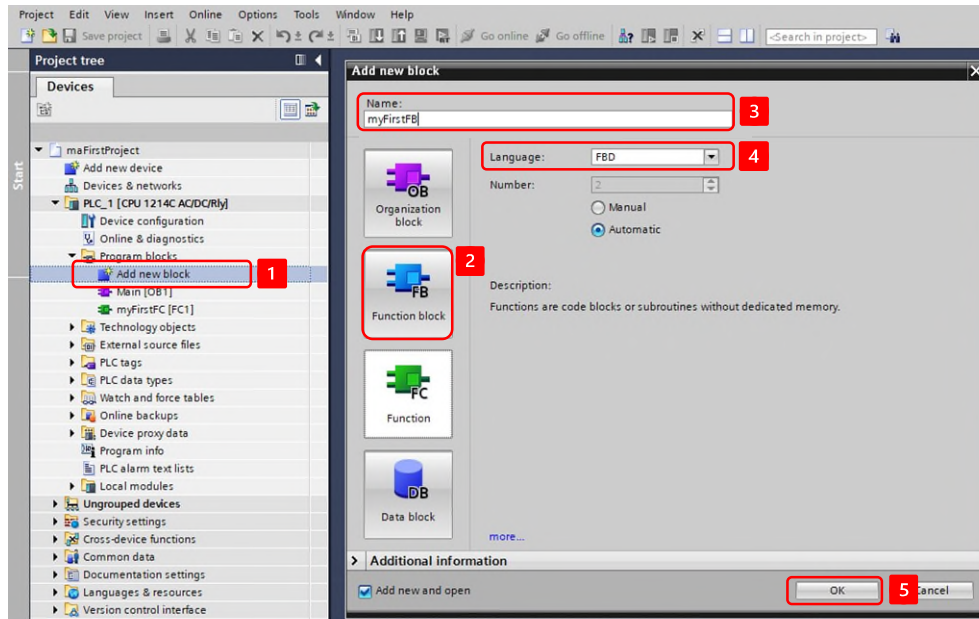 Project Edit View Insert Online Options Tools Window Help
Save project Go online Go offline <Search in project>
Project tree
Devices
Start
maFirstProject
Add new device
Devices & networks
PLC_1 [CPU 1214C AC/DC/Rly]
Device configuration
Online & diagnostics
Program blocks
Add new block
1
Main [OB1]
myFirstFC [FC1]
Technology objects
External source files
PLC tags
PLC data types
Watch and force tables
Online backups
Device proxy data
Program info
PLC alarm text lists
Local modules
Ungrouped devices
Security settings
Cross-device functions
Common data
Documentation settings
Languages & resources
Version control interface
Add new block
Name:
myFirstFB
3
OB
Organization
block
2
FB
Function block
FC
Function
DB
Data block
Language: FBD
4
Number: 2
Manual
Automatic
Description:
Functions are code blocks or subroutines without dedicated memory.
more...
Additional information
Add new and open
OK
5
ancel